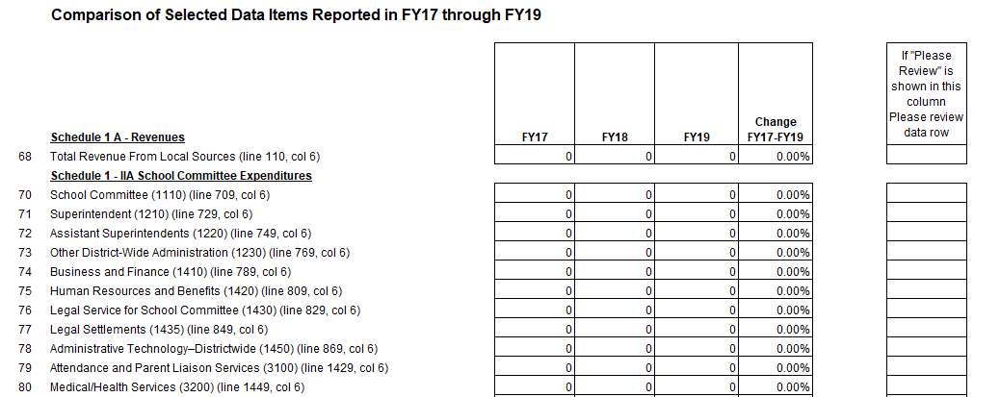 Comparison of Selected Data Items Reported in FY17 through FY19
If "Please
Review" is
shown in this
column
Please review
data row
Change
Schedule 1 A - Revenues FY17 FY18 FY19 FY17-FY19
68 Total Revenue From Local Sources (line 110, col 6) 0 0 0 0.00%
Schedule 1 - IIA School Committee Expenditures
70 School Committee (1110) (line 709, col 6) 0 0 0 0.00%
71 Superintendent (1210) (line 729, col 6) 0 0 0 0.00%
72 Assistant Superintendents (1220) (line 749, col 6) 0 0 0 0.00%
73 Other District-Wide Administration (1230) (line 769, col 6) 0 0 0 0.00%
74 Business and Finance (1410) (line 789, col 6) 0 0 0 0.00%
75 Human Resources and Benefits (1420) (line 809, col 6) 0 0 0 0.00%
76 Legal Service for School Committee (1430) (line 829, col 6) 0 0 0 0.00%
77 Legal Settlements (1435) (line 849, col 6) 0 0 0 0.00%
78 Administrative Technology–Districtwide (1450) (line 869, col 6) 0 0 0 0.00%
79 Attendance and Parent Liaison Services (3100) (line 1429, col 6) 0 0 0 0.00%
80 Medical/Health Services (3200) (line 1449, col 6) 0 0 0 0.00%